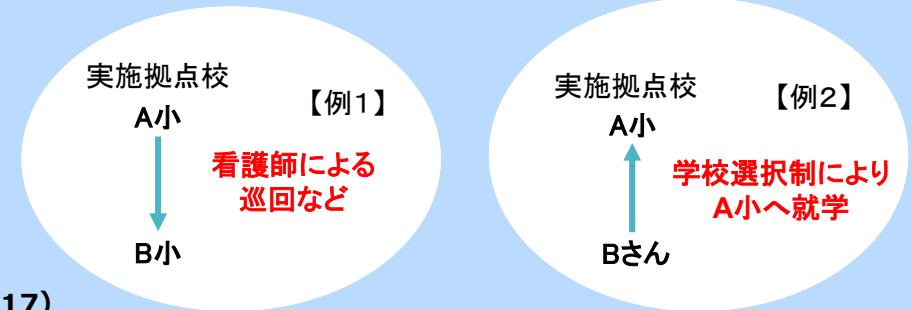 実施拠点校
【例1】
A小
看護師による
巡回など
B小
実施拠点校
【例2】
A小
学校選択制により
A小へ就学
Bさん
17）